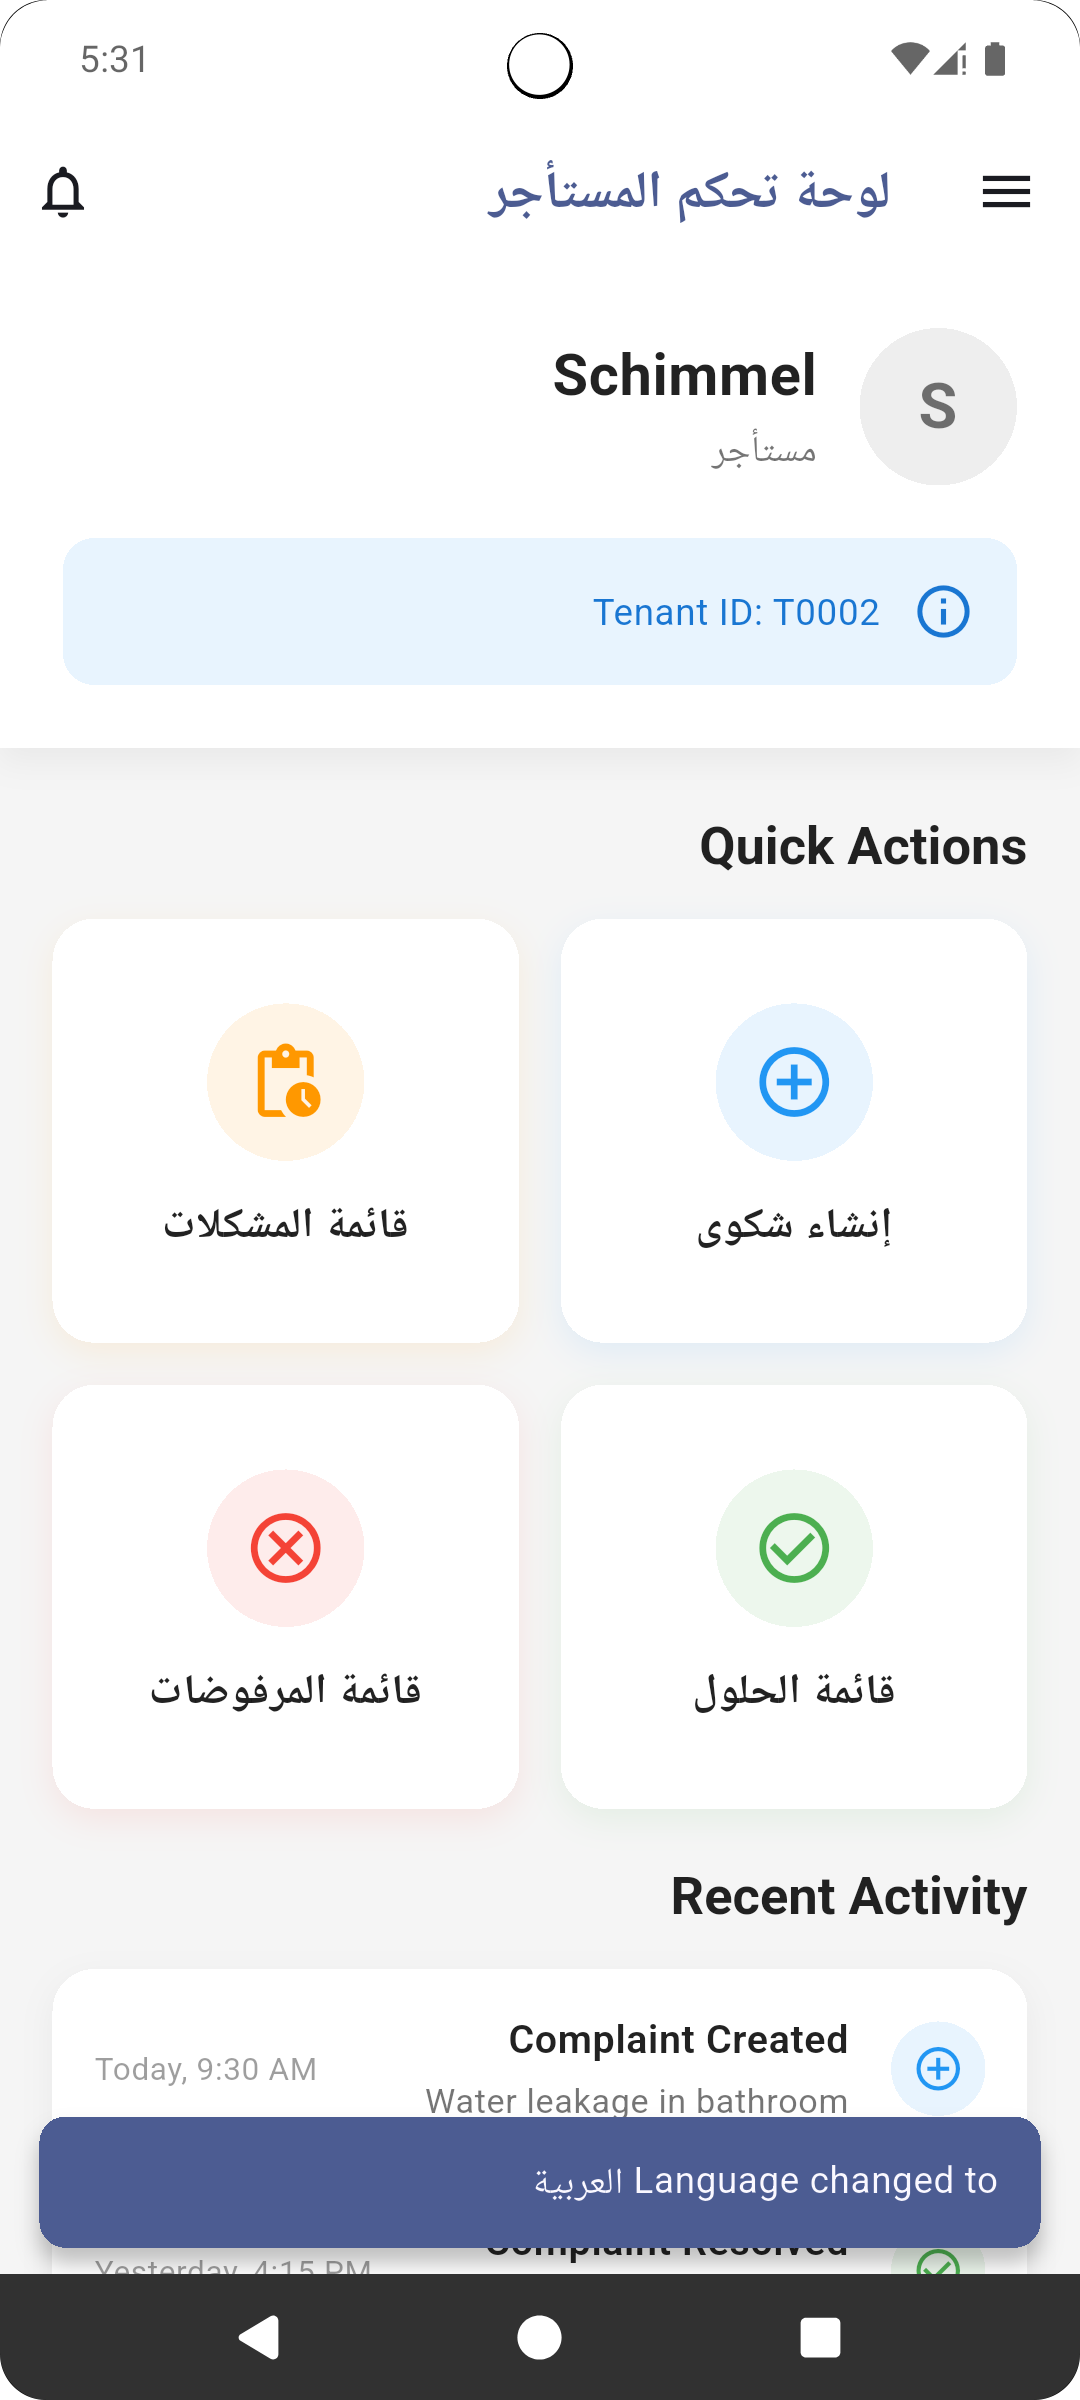 5:31
لوحة تحكم المستأجر
Schimmel
S
مستأجر
Tenant ID: T0002
Quick Actions
إنشاء شكوى
قائمة المشكلات
قائمة الحلول
قائمة المرفوضات
Recent Activity
Complaint Created
Today, 9:30 AM
Water leakage in bathroom
Language changed to العربية
Complaint Resolved
Yesterday, 4:15 PM